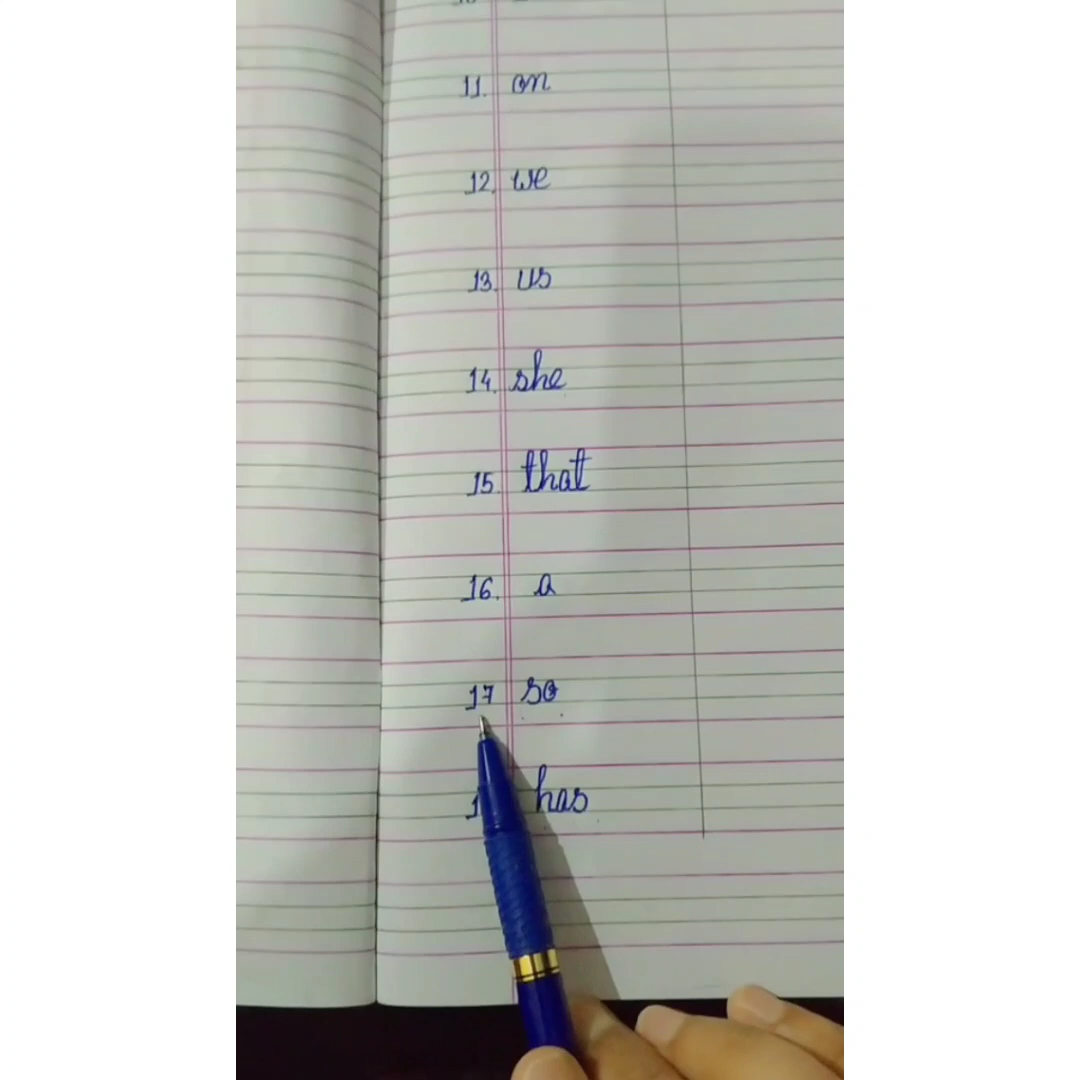 11. on
12. we
13. us
14. she
15. that
16. a
17 so
has